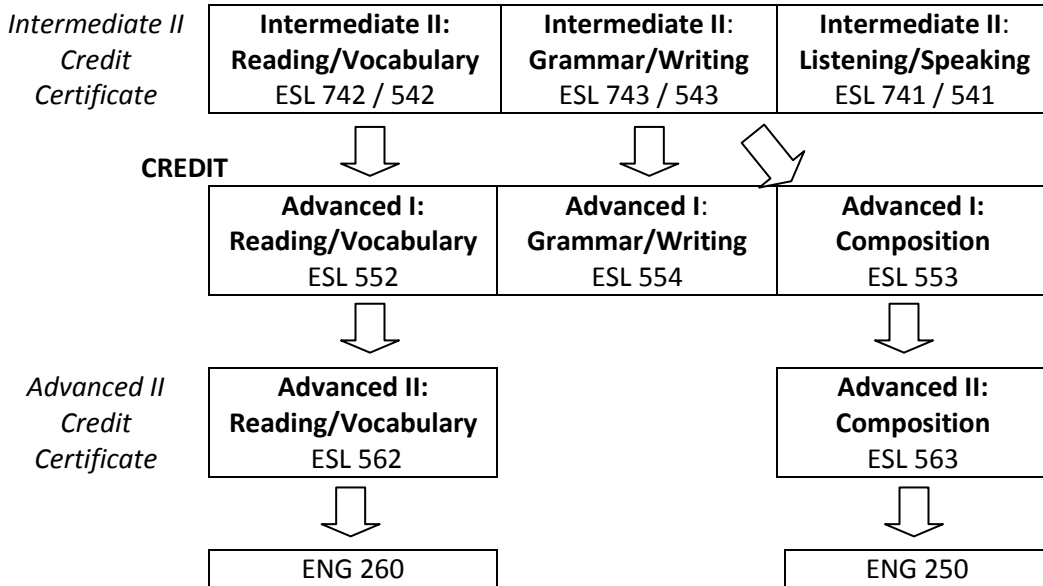 Intermediate II
Credit
Certificate
Intermediate II:
Reading/Vocabulary
ESL 742 / 542
Intermediate II:
Grammar/Writing
ESL 743 / 543
Intermediate II:
Listening/Speaking
ESL 741 / 541
CREDIT
Advanced I:
Reading/Vocabulary
ESL 552
Advanced I:
Grammar/Writing
ESL 554
Advanced I:
Composition
ESL 553
Advanced II
Credit
Certificate
Advanced II:
Reading/Vocabulary
ESL 562
Advanced II:
Composition
ESL 563
ENG 260
ENG 250